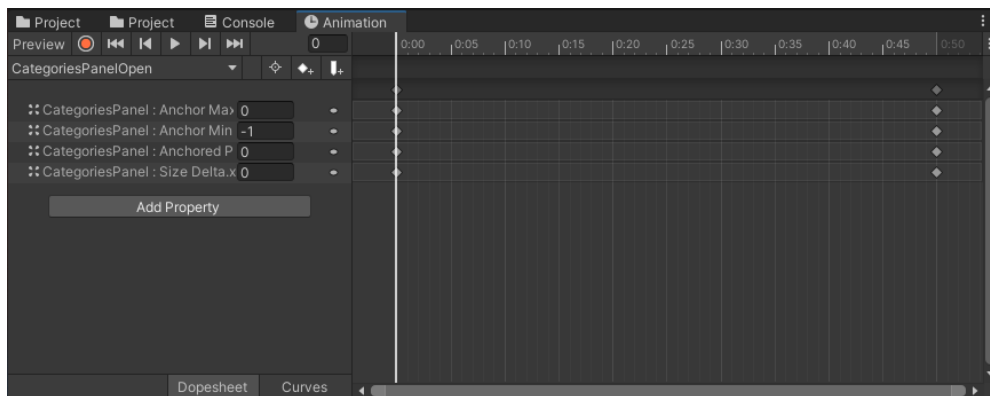 Project Project Console Animation
Preview 0 0:00 0:05 0:10 0:15 0:20 0:25 0:30 0:35 0:40 0:45 0:50
CategoriesPanelOpen
CategoriesPanel : Anchor Max 0
CategoriesPanel : Anchor Min -1
CategoriesPanel : Anchored P 0
CategoriesPanel : Size Delta.x 0
Add Property
Dopesheet Curves